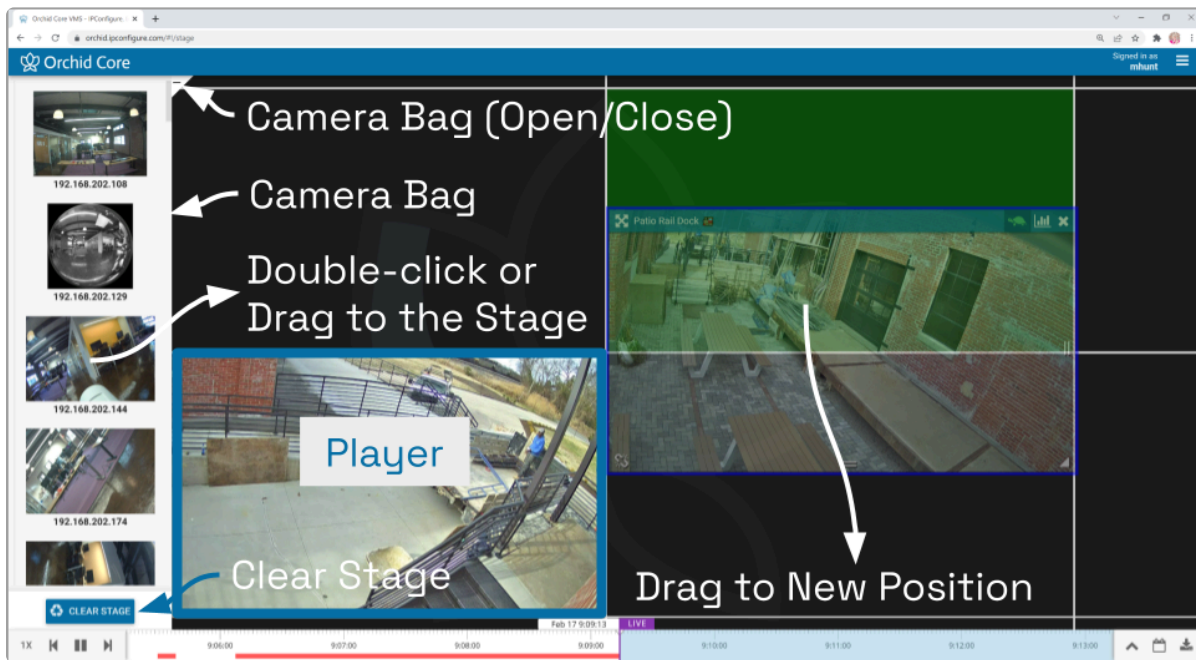 Orchid Core VMS - IPConfigure,
orchid.ipconfigure.com/#!/stage
Orchid Core
Signed in as
mhunt
Camera Bag (Open/Close)
192.168.202.108
Camera Bag
Patio Rail Dock
Double-click or
Drag to the Stage
192.168.202.129
192.168.202.144
Player
192.168.202.174
Clear Stage
Drag to New Position
CLEAR STAGE
Feb 17 9:09:13
LIVE
1X
9:06:00
9:07:00
9:08:00
9:09:00
9:10:00
9:11:00
9:12:00
9:13:00